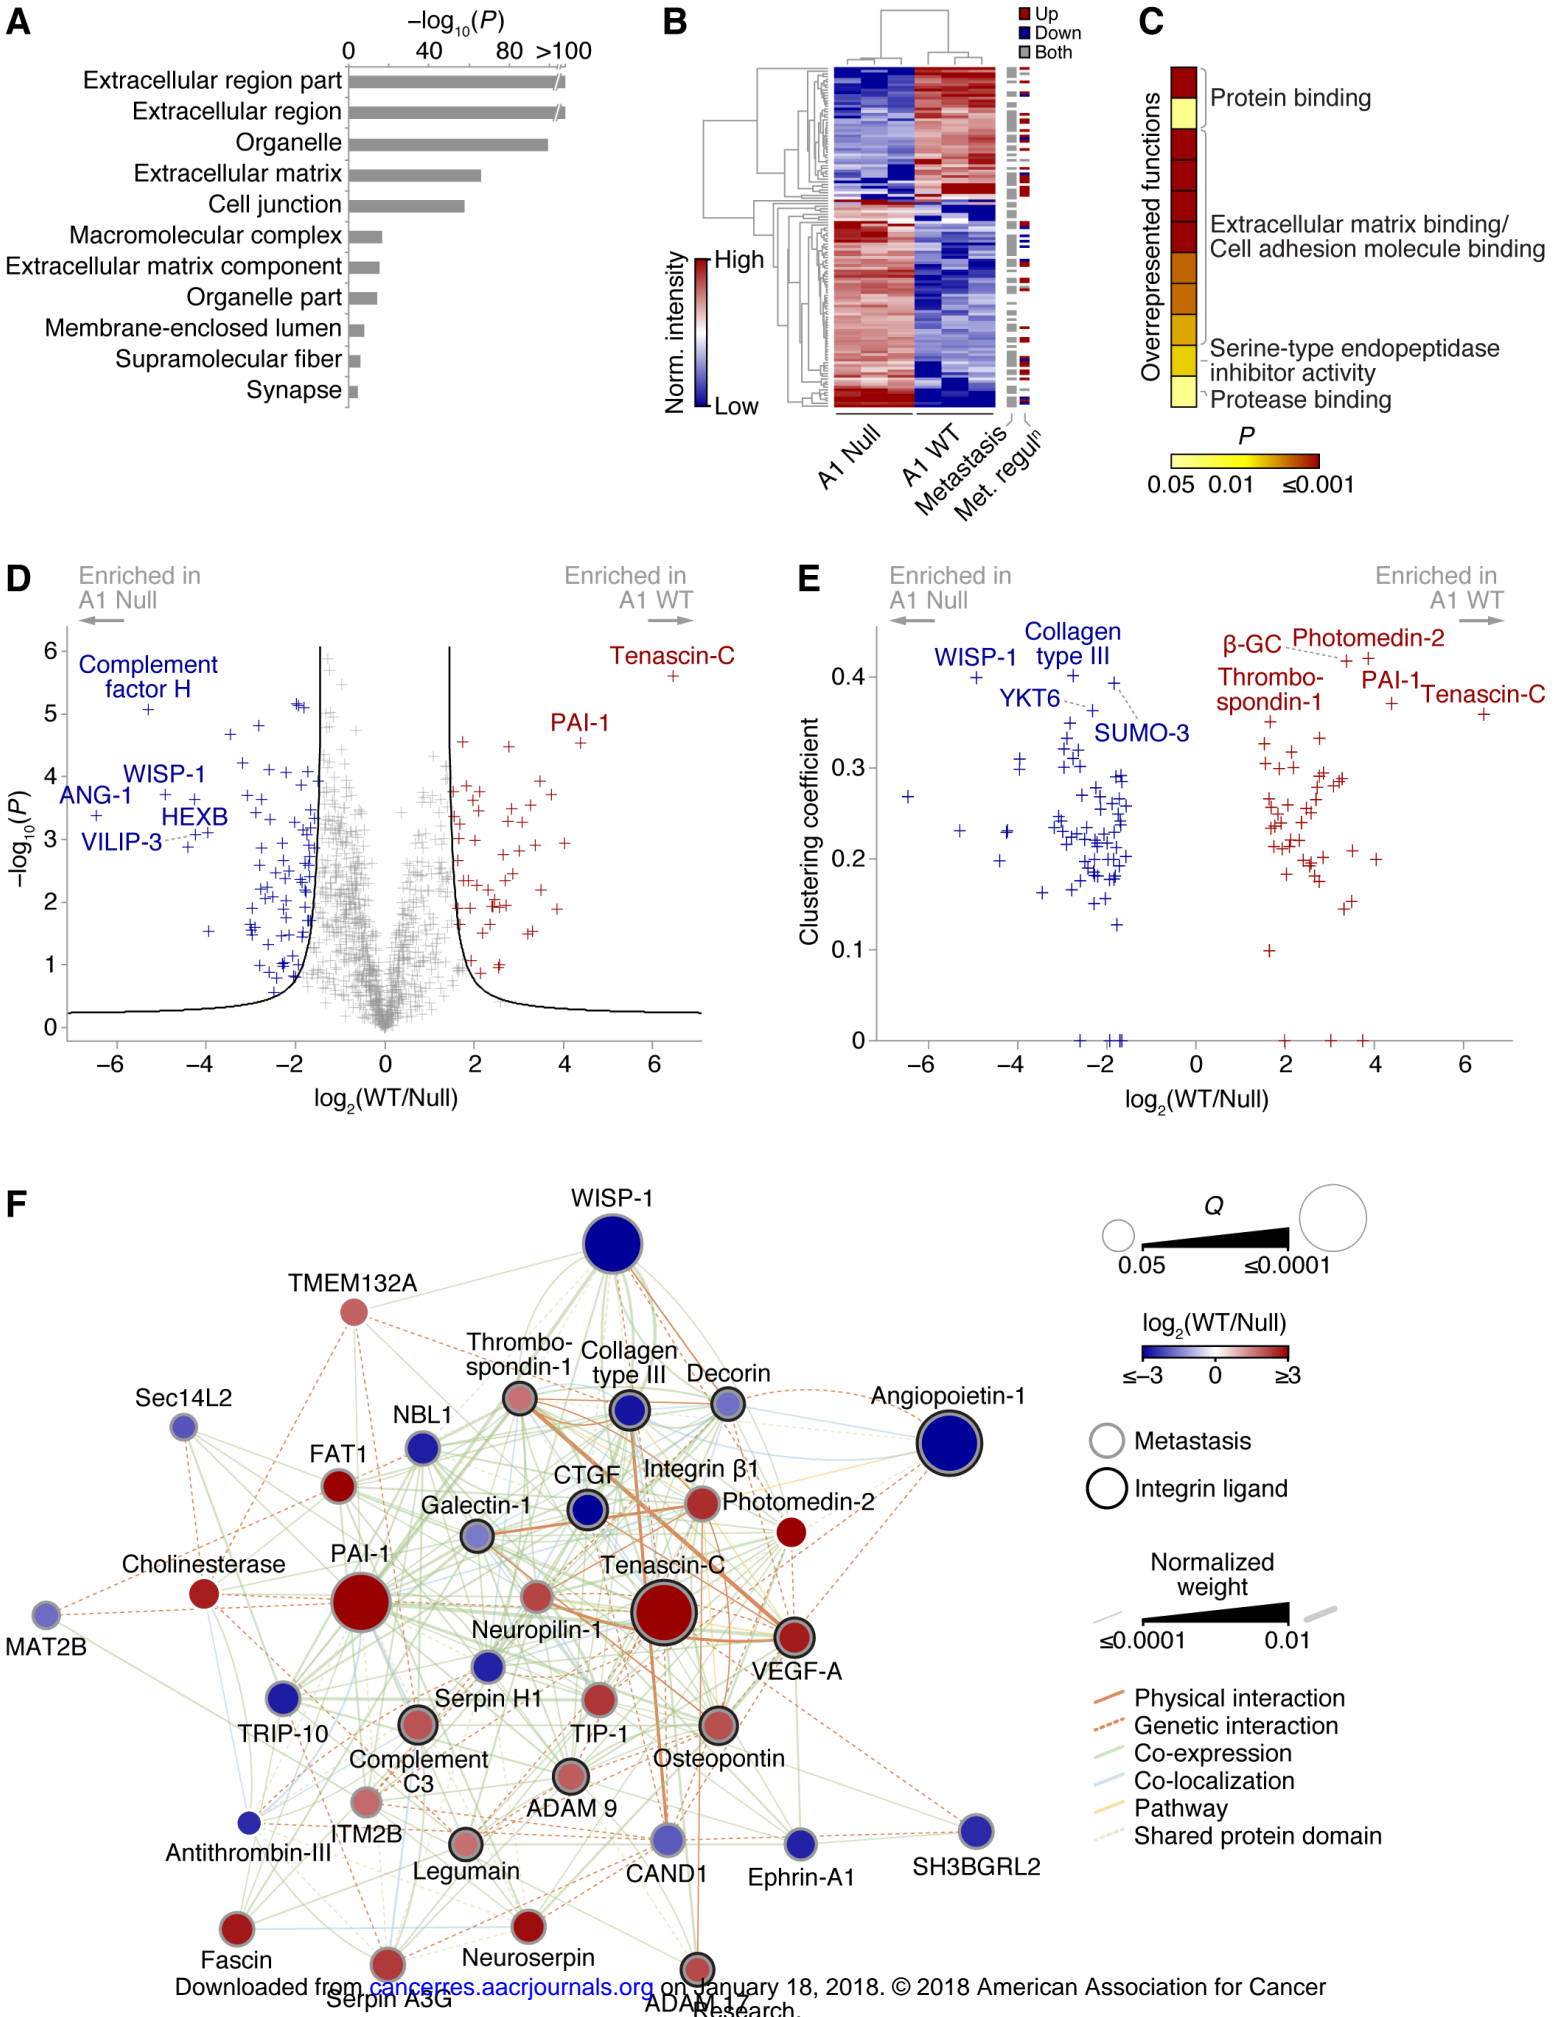 A
−log10(P)
0 40 80 >100
Extracellular region part
Extracellular region
Organelle
Extracellular matrix
Cell junction
Macromolecular complex
Extracellular matrix component
Organelle part
Membrane-enclosed lumen
Supramolecular fiber
Synapse
B
Up
Down
Both
Norm. intensity
High
Low
A1 Null
A1 WT
Metastasis
Met. regulⁿ
C
Overrepresented functions
Protein binding
Extracellular matrix binding/
Cell adhesion molecule binding
Serine-type endopeptidase
inhibitor activity
Protease binding
P
0.05 0.01 ≤0.001
D
Enriched in
A1 Null
Enriched in
A1 WT
−log10(P)
6
5
4
3
2
1
0
Complement
factor H
Tenascin-C
PAI-1
WISP-1
ANG-1
HEXB
VILIP-3
−6 −4 −2 0 2 4 6
log2(WT/Null)
E
Enriched in
A1 Null
Enriched in
A1 WT
Clustering coefficient
0.4
0.3
0.2
0.1
0
WISP-1
Collagen
type III
YKT6
SUMO-3
β-GC
Photomedin-2
Thrombo-
spondin-1
PAI-1
Tenascin-C
−6 −4 −2 0 2 4 6
log2(WT/Null)
F
WISP-1
TMEM132A
Thrombo-
spondin-1
Collagen
type III
Decorin
Angiopoietin-1
Sec14L2
NBL1
FAT1
CTGF
Integrin β1
Galectin-1
Photomedin-2
PAI-1
Cholinesterase
Tenascin-C
MAT2B
Neuropilin-1
VEGF-A
Serpin H1
TRIP-10
TIP-1
Osteopontin
Complement
C3
ADAM 9
ITM2B
Antithrombin-III
Legumain
CAND1
Ephrin-A1
SH3BGRL2
Fascin
Neuroserpin
Serpin A3G
ADAM 17
Q
0.05 ≤0.0001
log2(WT/Null)
≤−3 0 ≥3
Metastasis
Integrin ligand
Normalized
weight
≤0.0001 0.01
Physical interaction
Genetic interaction
Co-expression
Co-localization
Pathway
Shared protein domain
Downloaded from cancerres.aacrjournals.org on January 18, 2018. © 2018 American Association for Cancer
Research.